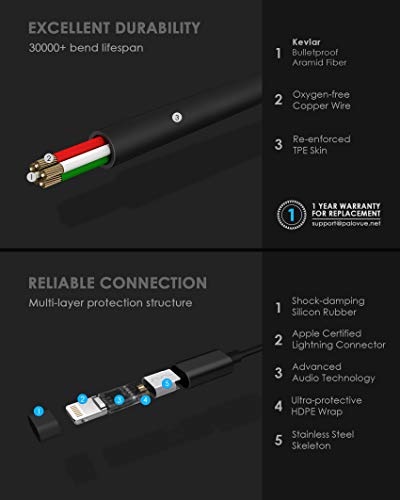 EXCELLENT DURABILITY
30000+ bend lifespan
1 Kevlar
Bulletproof
Aramid Fiber
2 Oxygen-free
Copper Wire
3 Re-enforced
TPE Skin
1
2
3
1 1 YEAR WARRANTY
FOR REPLACEMENT
support@palovue.net
RELIABLE CONNECTION
Multi-layer protection structure
1 Shock-damping
Silicon Rubber
2 Apple Certified
Lightning Connector
3 Advanced
Audio Technology
4 Ultra-protective
HDPE Wrap
5 Stainless Steel
Skeleton
1
2
3
4
5